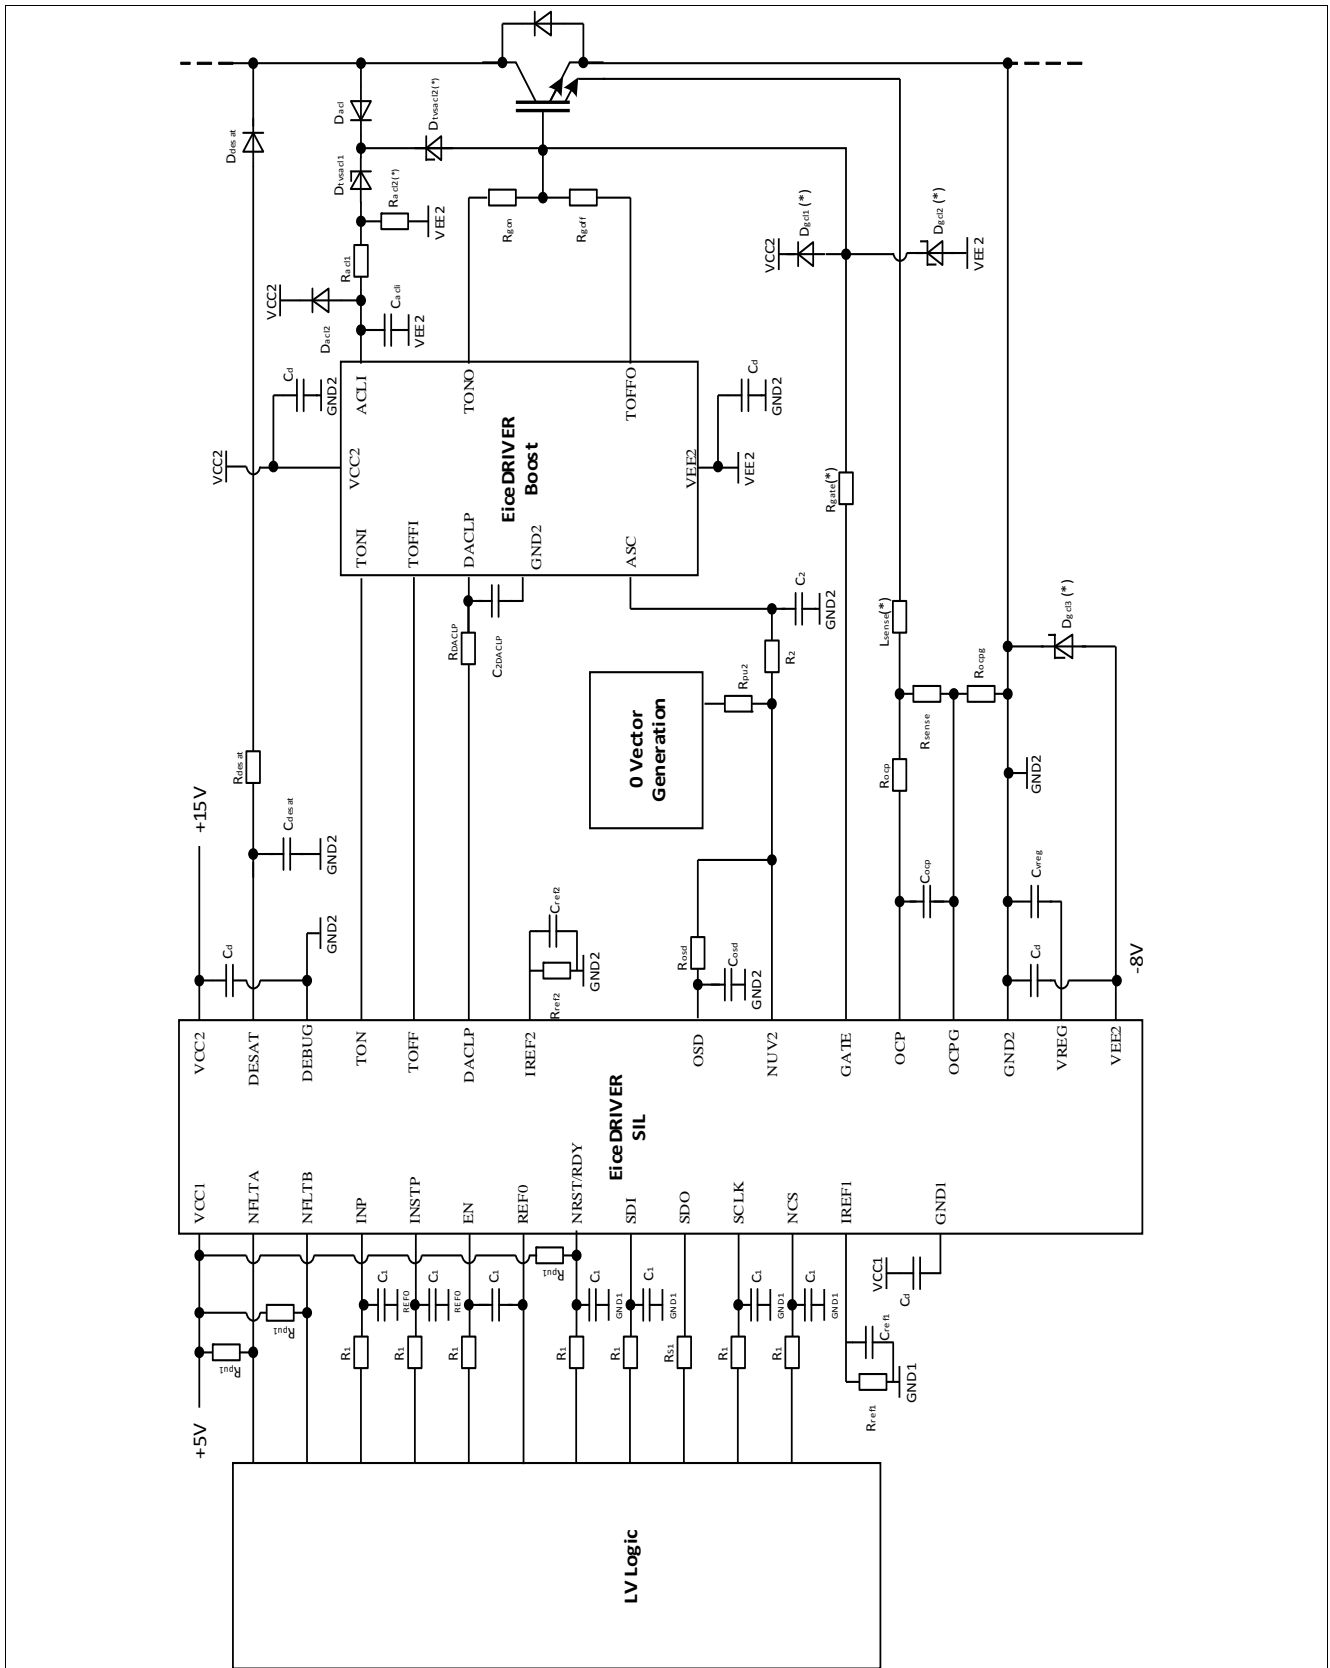 LV Logic
+5V
Rpu1
Rpu1
Rpu1
R1
C1
REF0
R1
C1
REF0
R1
C1
R1
C1
GND1
R1
C1
GND1
RS1
R1
C1
GND1
R1
C1
GND1
Rref1
Cref1
GND1
VCC1
Cd
EiceDRIVER
SIL
VCC1
NFLTA
NFLTB
INP
INSTP
EN
REF0
NRST/RDY
SDI
SDO
SCLK
NCS
IREF1
GND1
VCC2
DESAT
DEBUG
TON
TOFF
DACLP
IREF2
OSD
NUV2
GATE
OCP
OCPG
GND2
VREG
VEE2
+15V
Cd
GND2
Cdesat
GND2
Rdesat
Ddesat
Rref2
Cref2
GND2
Rosd
Cosd
GND2
0 Vector
Generation
Rpu2
R2
C2
GND2
RDACLP
C2DACLP
Cocp
Rocp
Rsense
Rocpg
Lsense(*)
Cd
Cvreg
GND2
-8V
Dgcl3(*)
Rgate(*)
EiceDRIVER
Boost
TONI
TOFFI
DACLP
GND2
ASC
VCC2
VEE2
ACLI
TONO
TOFFO
VCC2
Cd
GND2
VEE2
Cd
GND2
VCC2
Dacl2
Cacli
VEE2
Racl1
Racl2(*)
VEE2
Dtvsacl1
Dacl
Dtvsacl2(*)
Rgon
Rgoff
VCC2
Dgcl1(*)
Dgcl2(*)
VEE2